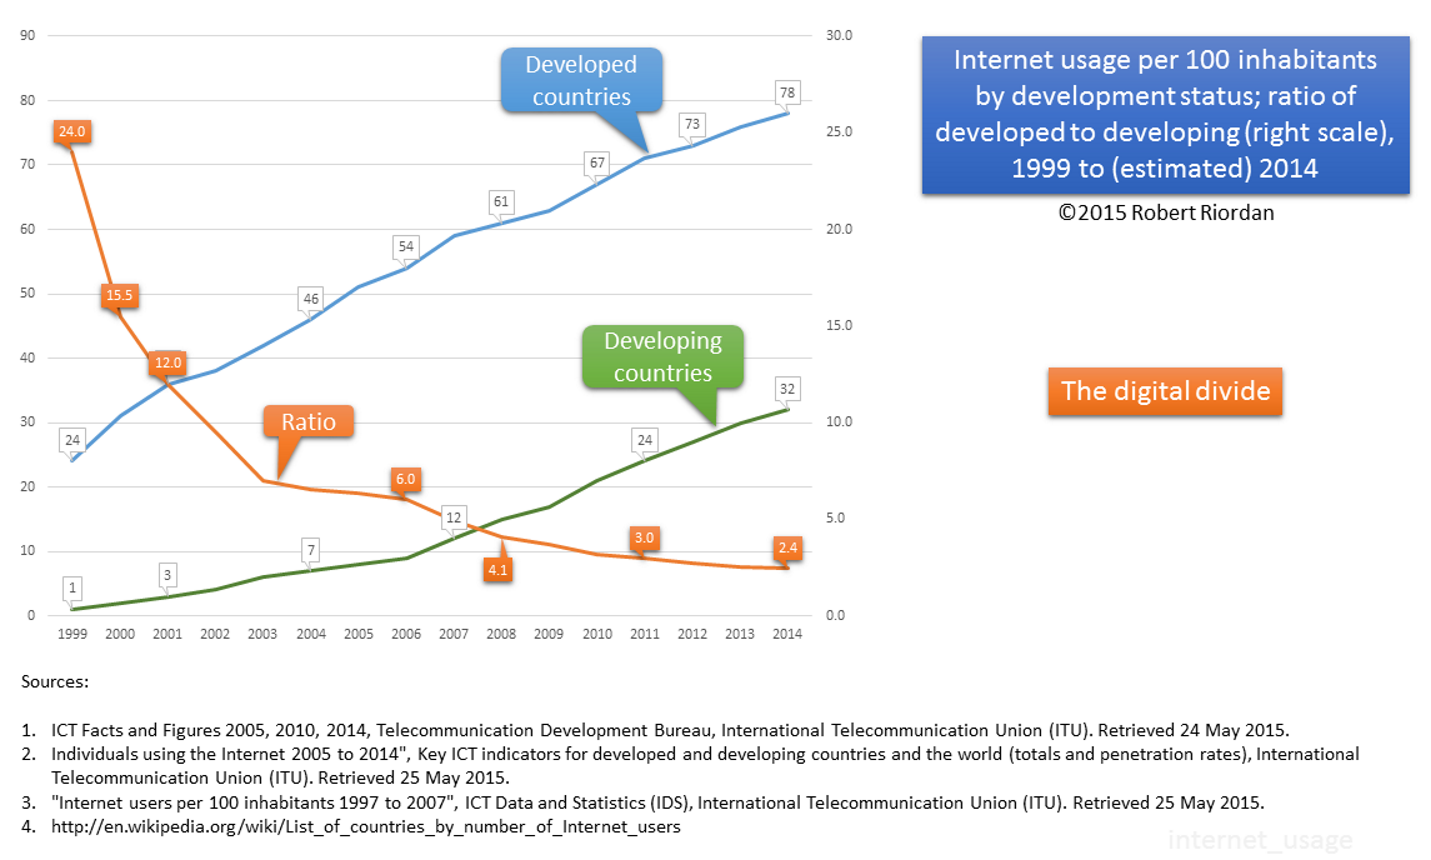 90
80
70
60
50
40
30
20
10
0
30.0
25.0
20.0
15.0
10.0
5.0
0.0
1999 2000 2001 2002 2003 2004 2005 2006 2007 2008 2009 2010 2011 2012 2013 2014
Developed
countries
24
46
54
61
67
73
78
Developing
countries
1
3
7
12
24
32
Ratio
24.0
15.5
12.0
6.0
4.1
3.0
2.4
Internet usage per 100 inhabitants
by development status; ratio of
developed to developing (right scale),
1999 to (estimated) 2014
©2015 Robert Riordan
The digital divide
Sources:
1. ICT Facts and Figures 2005, 2010, 2014, Telecommunication Development Bureau, International Telecommunication Union (ITU). Retrieved 24 May 2015.
2. Individuals using the Internet 2005 to 2014", Key ICT indicators for developed and developing countries and the world (totals and penetration rates), International
Telecommunication Union (ITU). Retrieved 25 May 2015.
3. "Internet users per 100 inhabitants 1997 to 2007", ICT Data and Statistics (IDS), International Telecommunication Union (ITU). Retrieved 25 May 2015.
4. http://en.wikipedia.org/wiki/List_of_countries_by_number_of_Internet_users
internet_usage